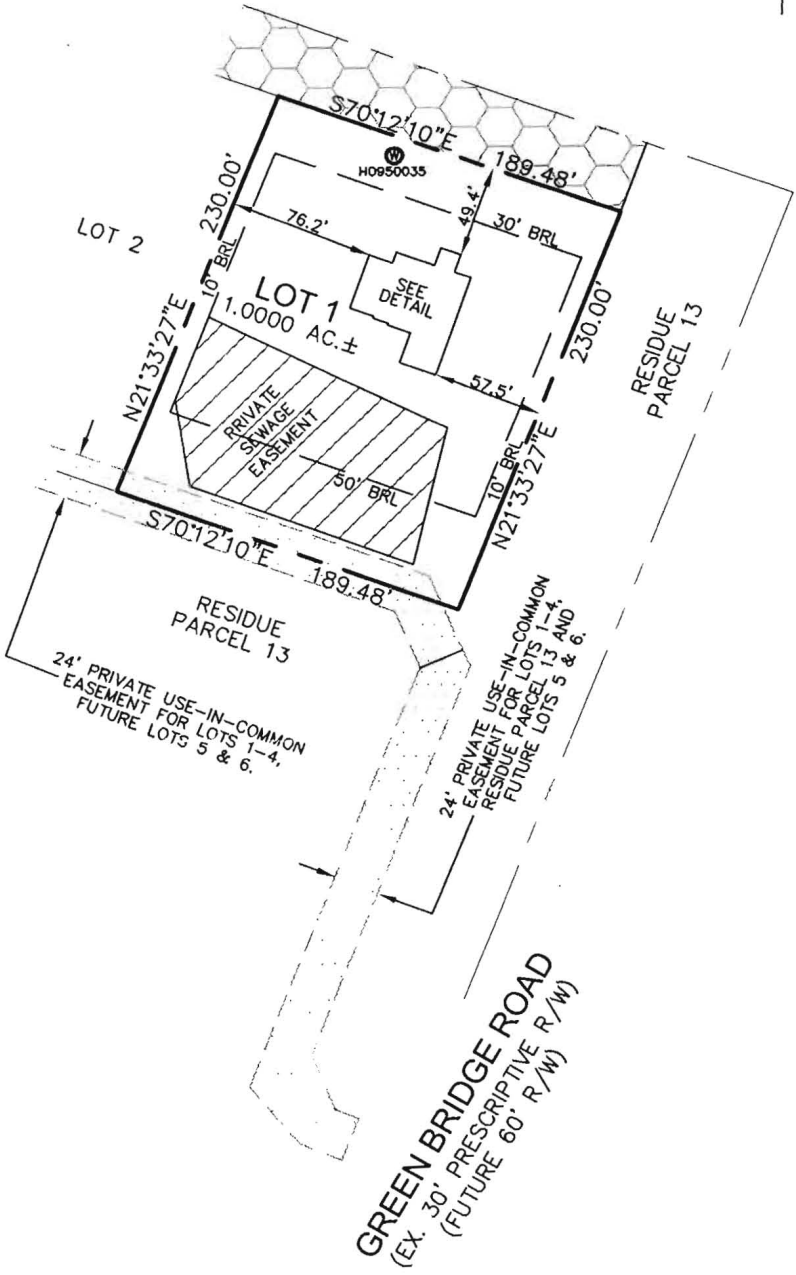 S70°12'10"E
189.48'
W
H0950035
230.00'
76.2'
49.4'
30' BRL
LOT 2
10' BRL
SEE
DETAIL
LOT 1
1.0000 AC.±
N21°33'27"E
230.00'
RESIDUE
PARCEL 13
57.5'
PRIVATE
SEWAGE
EASEMENT
50' BRL
10' BRL
N21°33'27"E
S70°12'10"E
189.48'
RESIDUE
PARCEL 13
24' PRIVATE USE-IN-COMMON
EASEMENT FOR LOTS 1-4,
FUTURE LOTS 5 & 6.
24' PRIVATE USE-IN-COMMON
EASEMENT FOR LOTS 1-4,
RESIDUE PARCEL 13 AND
FUTURE LOTS 5 & 6.
GREEN BRIDGE ROAD
(EX. 30' PRESCRIPTIVE R/W)
(FUTURE 60' R/W)